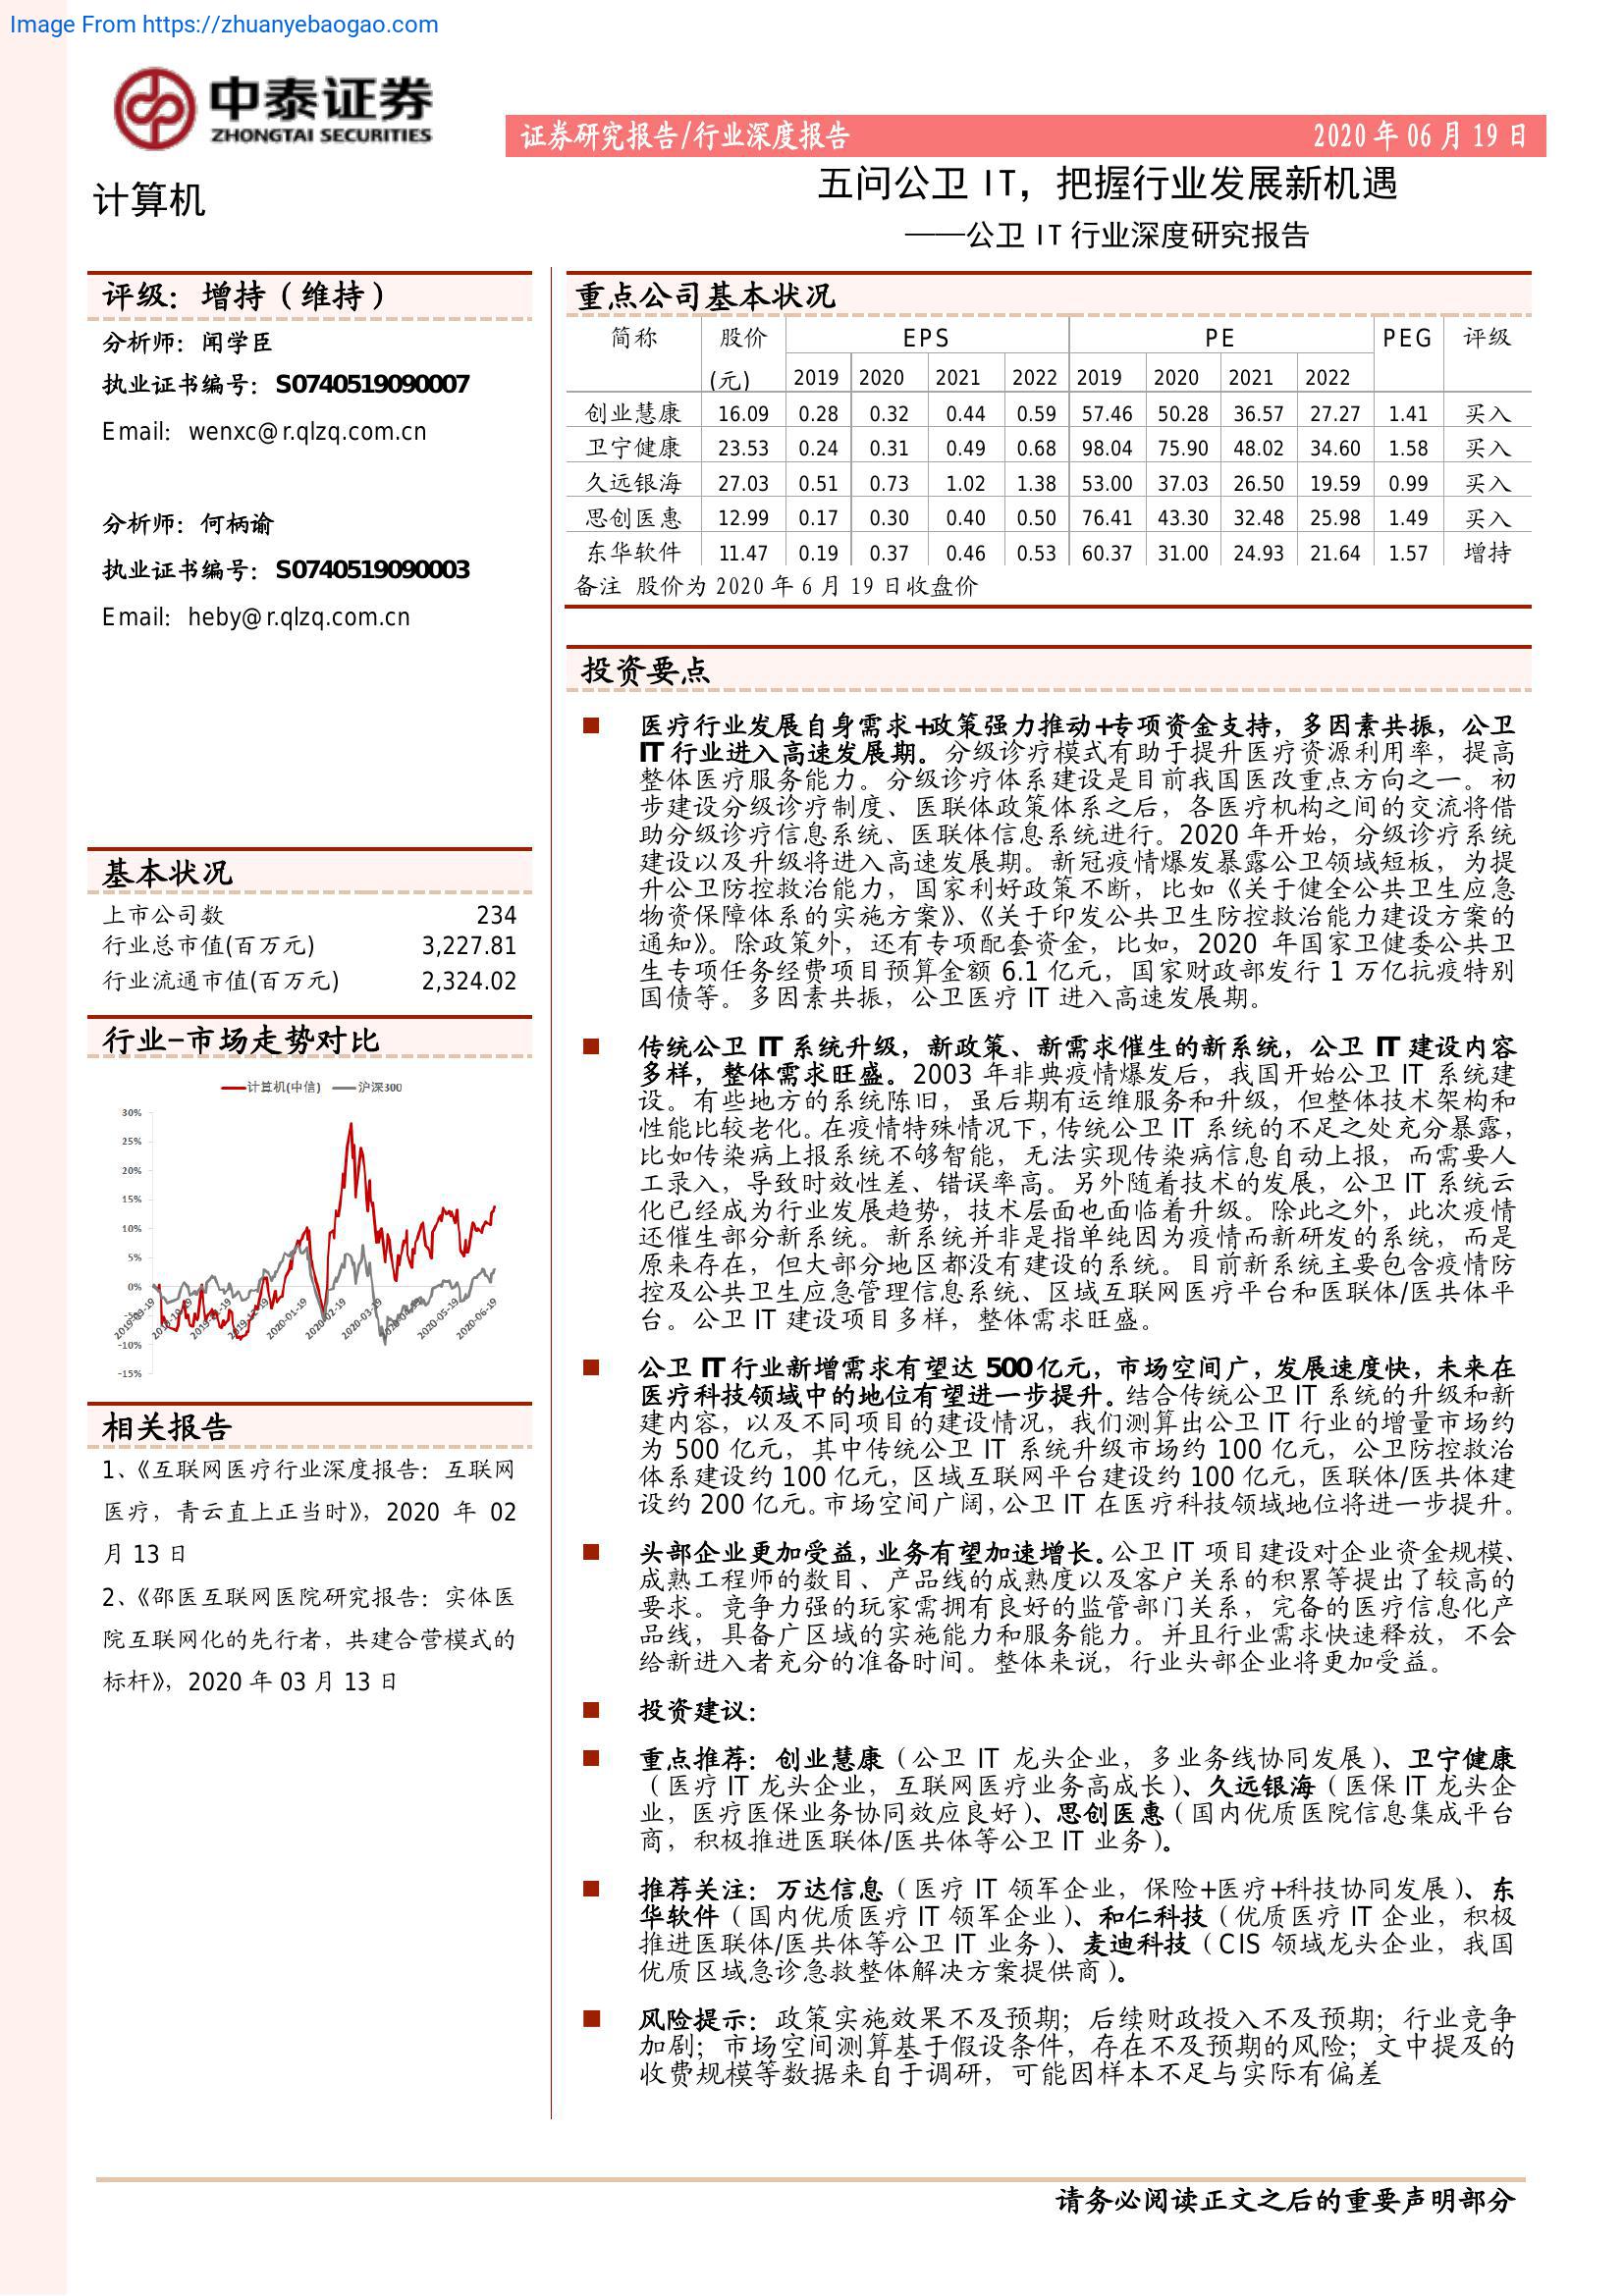 Image From https://zhuanyebaogao.com
中泰证券
ZHONGTAI SECURITIES
证券研究报告/行业深度报告 2020 年 06 月 19 日
计算机
五问公卫 IT，把握行业发展新机遇
——公卫 IT 行业深度研究报告
评级：增持（维持）
分析师：闻学臣
执业证书编号：S0740519090007
Email：wenxc@r.qlzq.com.cn
分析师：何柄谕
执业证书编号：S0740519090003
Email：heby@r.qlzq.com.cn
基本状况
上市公司数 234
行业总市值(百万元) 3,227.81
行业流通市值(百万元) 2,324.02
行业-市场走势对比
计算机(中信) 沪深300
30%
25%
20%
15%
10%
5%
0%
-5%
-10%
-15%
2019-09-19 2019-10-19 2019-11-19 2019-12-19 2020-01-19 2020-02-19 2020-03-19 2020-04-19 2020-05-19 2020-06-19
相关报告
1、《互联网医疗行业深度报告：互联网
医疗，青云直上正当时》，2020 年 02
月 13 日
2、《邵医互联网医院研究报告：实体医
院互联网化的先行者，共建合营模式的
标杆》，2020 年 03 月 13 日
重点公司基本状况
简称 股价 EPS PE PEG 评级
(元) 2019 2020 2021 2022 2019 2020 2021 2022
创业慧康 16.09 0.28 0.32 0.44 0.59 57.46 50.28 36.57 27.27 1.41 买入
卫宁健康 23.53 0.24 0.31 0.49 0.68 98.04 75.90 48.02 34.60 1.58 买入
久远银海 27.03 0.51 0.73 1.02 1.38 53.00 37.03 26.50 19.59 0.99 买入
思创医惠 12.99 0.17 0.30 0.40 0.50 76.41 43.30 32.48 25.98 1.49 买入
东华软件 11.47 0.19 0.37 0.46 0.53 60.37 31.00 24.93 21.64 1.57 增持
备注 股价为 2020 年 6 月 19 日收盘价
投资要点
医疗行业发展自身需求+政策强力推动+专项资金支持，多因素共振，公卫
IT 行业进入高速发展期。分级诊疗模式有助于提升医疗资源利用率，提高
整体医疗服务能力。分级诊疗体系建设是目前我国医改重点方向之一。初
步建设分级诊疗制度、医联体政策体系之后，各医疗机构之间的交流将借
助分级诊疗信息系统、医联体信息系统进行。2020 年开始，分级诊疗系统
建设以及升级将进入高速发展期。新冠疫情爆发暴露公卫领域短板，为提
升公卫防控救治能力，国家利好政策不断，比如《关于健全公共卫生应急
物资保障体系的实施方案》、《关于印发公共卫生防控救治能力建设方案的
通知》。除政策外，还有专项配套资金，比如，2020 年国家卫健委公共卫
生专项任务经费项目预算金额 6.1 亿元，国家财政部发行 1 万亿抗疫特别
国债等。多因素共振，公卫医疗 IT 进入高速发展期。
传统公卫 IT 系统升级，新政策、新需求催生的新系统，公卫 IT 建设内容
多样，整体需求旺盛。2003 年非典疫情爆发后，我国开始公卫 IT 系统建
设。有些地方的系统陈旧，虽后期有运维服务和升级，但整体技术架构和
性能比较老化。在疫情特殊情况下，传统公卫 IT 系统的不足之处充分暴露，
比如传染病上报系统不够智能，无法实现传染病信息自动上报，而需要人
工录入，导致时效性差、错误率高。另外随着技术的发展，公卫 IT 系统云
化已经成为行业发展趋势，技术层面也面临着升级。除此之外，此次疫情
还催生部分新系统。新系统并非是指单纯因为疫情而新研发的系统，而是
原来存在，但大部分地区都没有建设的系统。目前新系统主要包含疫情防
控及公共卫生应急管理信息系统、区域互联网医疗平台和医联体/医共体平
台。公卫 IT 建设项目多样，整体需求旺盛。
公卫 IT 行业新增需求有望达 500 亿元，市场空间广，发展速度快，未来在
医疗科技领域中的地位有望进一步提升。结合传统公卫 IT 系统的升级和新
建内容，以及不同项目的建设情况，我们测算出公卫 IT 行业的增量市场约
为 500 亿元，其中传统公卫 IT 系统升级市场约 100 亿元，公卫防控救治
体系建设约 100 亿元，区域互联网平台建设约 100 亿元，医联体/医共体建
设约 200 亿元。市场空间广阔，公卫 IT 在医疗科技领域地位将进一步提升。
头部企业更加受益，业务有望加速增长。公卫 IT 项目建设对企业资金规模、
成熟工程师的数目、产品线的成熟度以及客户关系的积累等提出了较高的
要求。竞争力强的玩家需拥有良好的监管部门关系，完备的医疗信息化产
品线，具备广区域的实施能力和服务能力。并且行业需求快速释放，不会
给新进入者充分的准备时间。整体来说，行业头部企业将更加受益。
投资建议：
重点推荐：创业慧康（公卫 IT 龙头企业，多业务线协同发展）、卫宁健康
（医疗 IT 龙头企业，互联网医疗业务高成长）、久远银海（医保 IT 龙头企
业，医疗医保业务协同效应良好）、思创医惠（国内优质医院信息集成平台
商，积极推进医联体/医共体等公卫 IT 业务）。
推荐关注：万达信息（医疗 IT 领军企业，保险+医疗+科技协同发展）、东
华软件（国内优质医疗 IT 领军企业）、和仁科技（优质医疗 IT 企业，积极
推进医联体/医共体等公卫 IT 业务）、麦迪科技（CIS 领域龙头企业，我国
优质区域急诊急救整体解决方案提供商）。
风险提示：政策实施效果不及预期；后续财政投入不及预期；行业竞争
加剧；市场空间测算基于假设条件，存在不及预期的风险；文中提及的
收费规模等数据来自于调研，可能因样本不足与实际有偏差
请务必阅读正文之后的重要声明部分